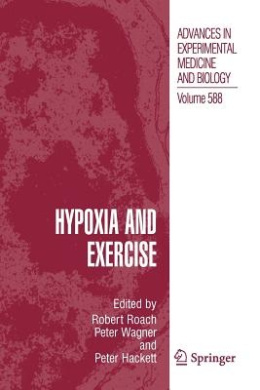 ADVANCES IN
EXPERIMENTAL
MEDICINE
AND BIOLOGY
Volume 588
HYPOXIA AND
EXERCISE
Edited by
Robert Roach
Peter Wagner
and
Peter Hackett
Springer